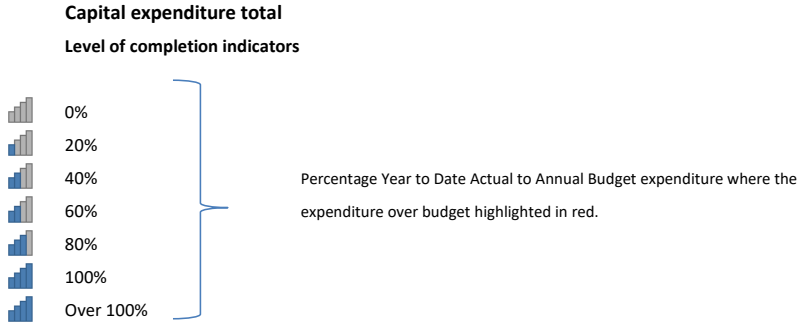 Capital expenditure total
Level of completion indicators
0%
20%
40%
60%
80%
100%
Over 100%
Percentage Year to Date Actual to Annual Budget expenditure where the
expenditure over budget highlighted in red.